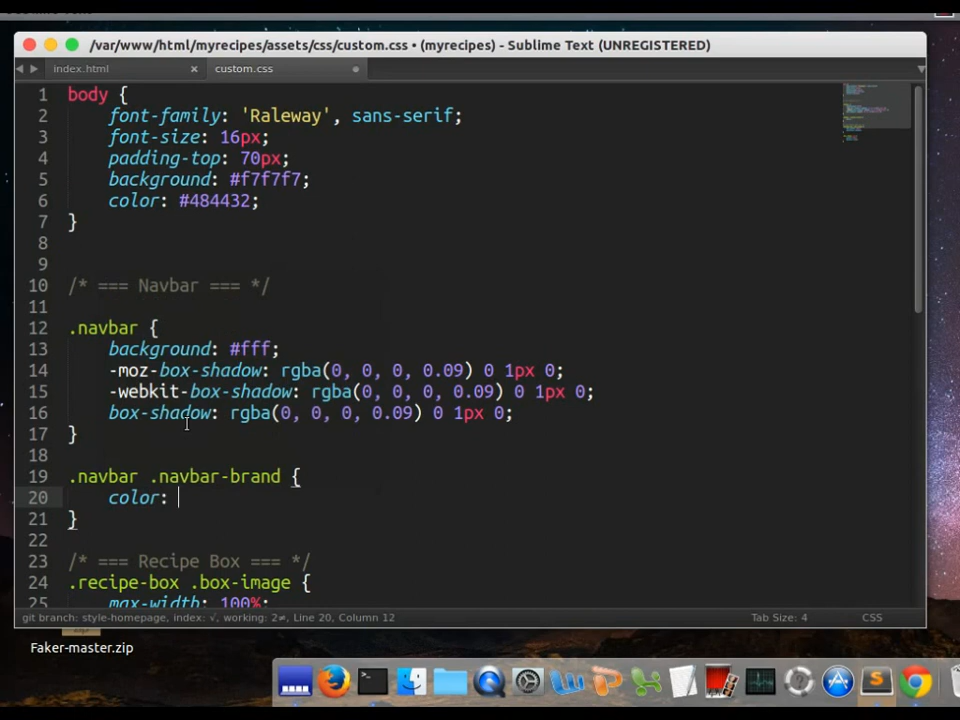 /var/www/html/myrecipes/assets/css/custom.css • (myrecipes) - Sublime Text (UNREGISTERED)
index.html × custom.css
1 body {
2 font-family: 'Raleway', sans-serif;
3 font-size: 16px;
4 padding-top: 70px;
5 background: #f7f7f7;
6 color: #484432;
7 }
8
9
10 /* === Navbar === */
11
12 .navbar {
13 background: #fff;
14 -moz-box-shadow: rgba(0, 0, 0, 0.09) 0 1px 0;
15 -webkit-box-shadow: rgba(0, 0, 0, 0.09) 0 1px 0;
16 box-shadow: rgba(0, 0, 0, 0.09) 0 1px 0;
17 }
18
19 .navbar .navbar-brand {
20 color:
21 }
22
23 /* === Recipe Box === */
24 .recipe-box .box-image {
25 max-width: 100%;
git branch: style-homepage, index: √, working: 2≠, Line 20, Column 12 Tab Size: 4 CSS
Faker-master.zip